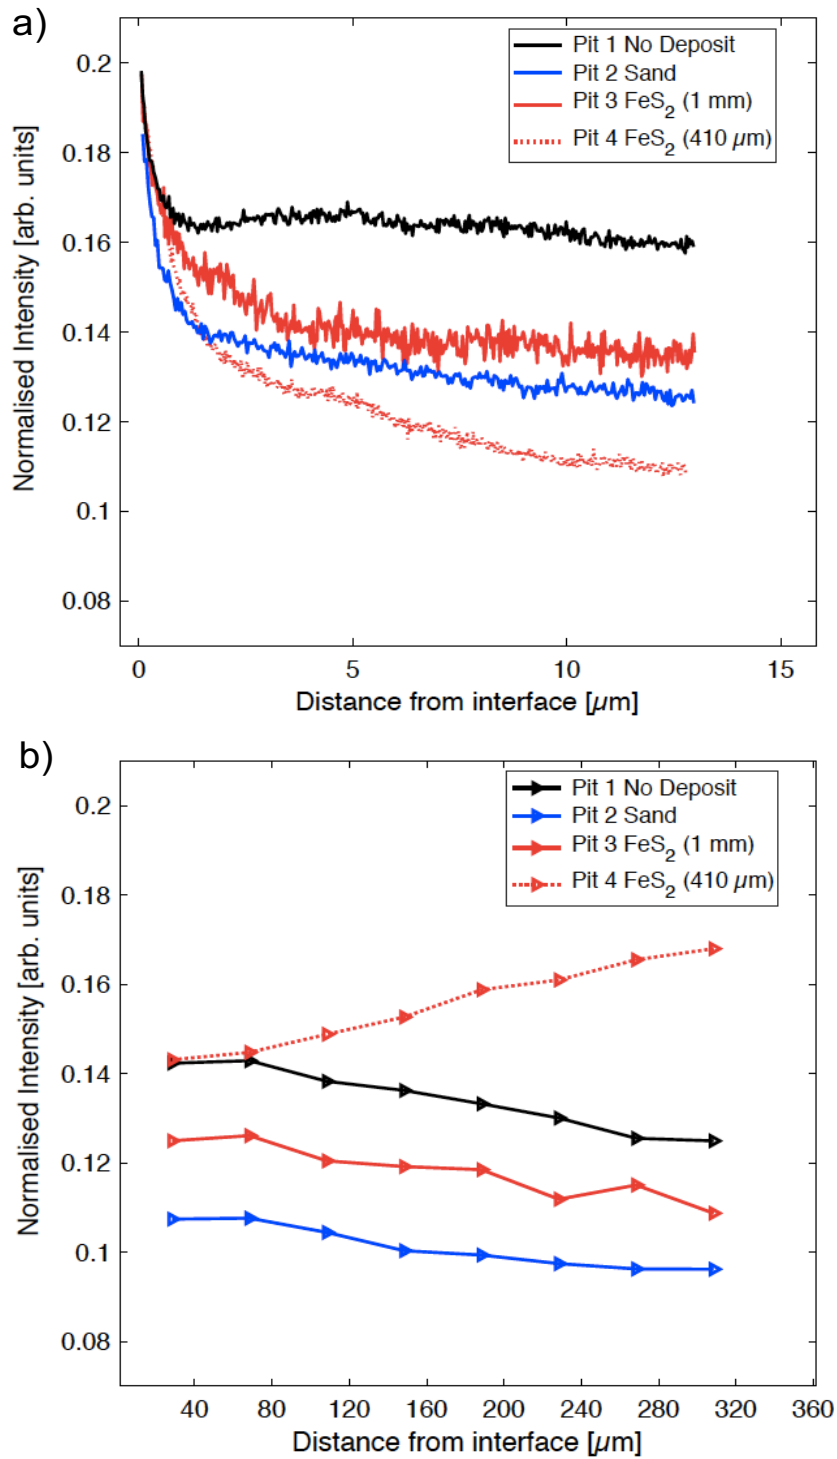 a)
Pit 1 No Deposit
Pit 2 Sand
Pit 3 FeS2 (1 mm)
Pit 4 FeS2 (410 µm)
Normalised Intensity [arb. units]
0.2
0.18
0.16
0.14
0.12
0.1
0.08
0 5 10 15
Distance from interface [µm]
b)
Pit 1 No Deposit
Pit 2 Sand
Pit 3 FeS2 (1 mm)
Pit 4 FeS2 (410 µm)
Normalised Intensity [arb. units]
0.2
0.18
0.16
0.14
0.12
0.1
0.08
40 80 120 160 200 240 280 320 360
Distance from interface [µm]